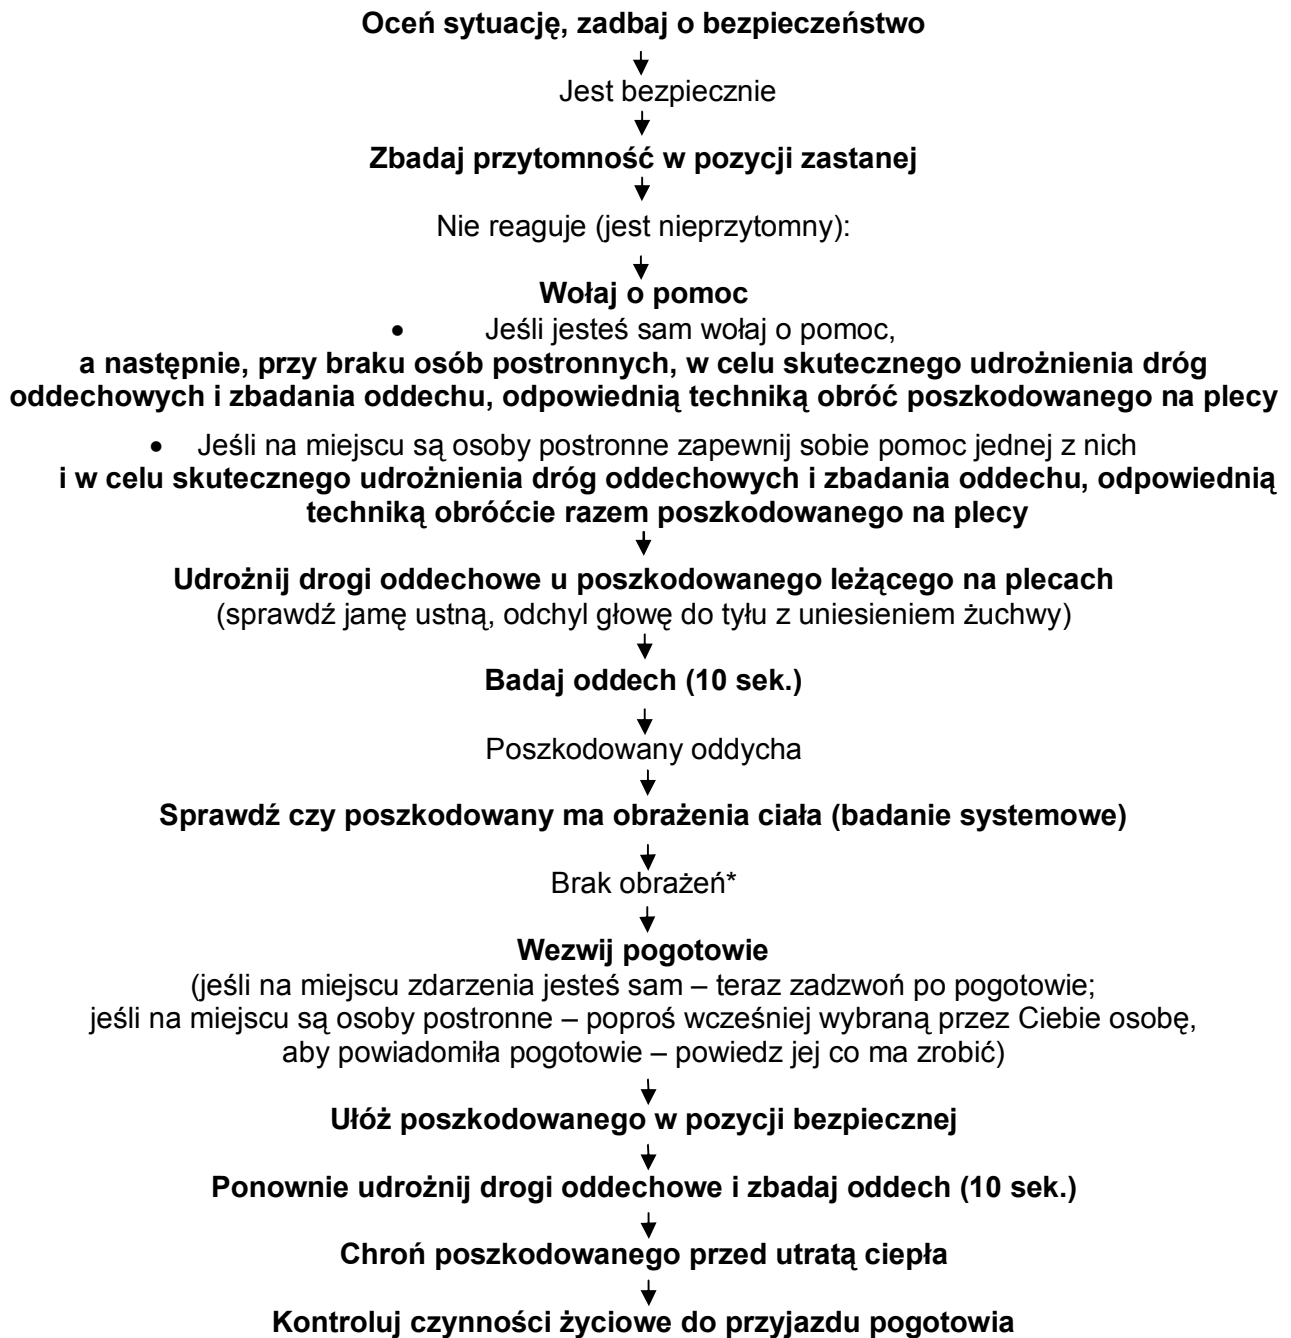 Oceń sytuację, zadbaj o bezpieczeństwo
Jest bezpiecznie
Zbadaj przytomność w pozycji zastanej
Nie reaguje (jest nieprzytomny):
Wołaj o pomoc
• Jeśli jesteś sam wołaj o pomoc,
a następnie, przy braku osób postronnych, w celu skutecznego udrożnienia dróg
oddechowych i zbadania oddechu, odpowiednią techniką obróć poszkodowanego na plecy
• Jeśli na miejscu są osoby postronne zapewnij sobie pomoc jednej z nich
i w celu skutecznego udrożnienia dróg oddechowych i zbadania oddechu, odpowiednią
techniką obróćcie razem poszkodowanego na plecy
Udrożnij drogi oddechowe u poszkodowanego leżącego na plecach
(sprawdź jamę ustną, odchyl głowę do tyłu z uniesieniem żuchwy)
Badaj oddech (10 sek.)
Poszkodowany oddycha
Sprawdź czy poszkodowany ma obrażenia ciała (badanie systemowe)
Brak obrażeń*
Wezwij pogotowie
(jeśli na miejscu zdarzenia jesteś sam – teraz zadzwoń po pogotowie;
jeśli na miejscu są osoby postronne – poproś wcześniej wybraną przez Ciebie osobę,
aby powiadomiła pogotowie – powiedz jej co ma zrobić)
Ułóż poszkodowanego w pozycji bezpiecznej
Ponownie udrożnij drogi oddechowe i zbadaj oddech (10 sek.)
Chroń poszkodowanego przed utratą ciepła
Kontroluj czynności życiowe do przyjazdu pogotowia